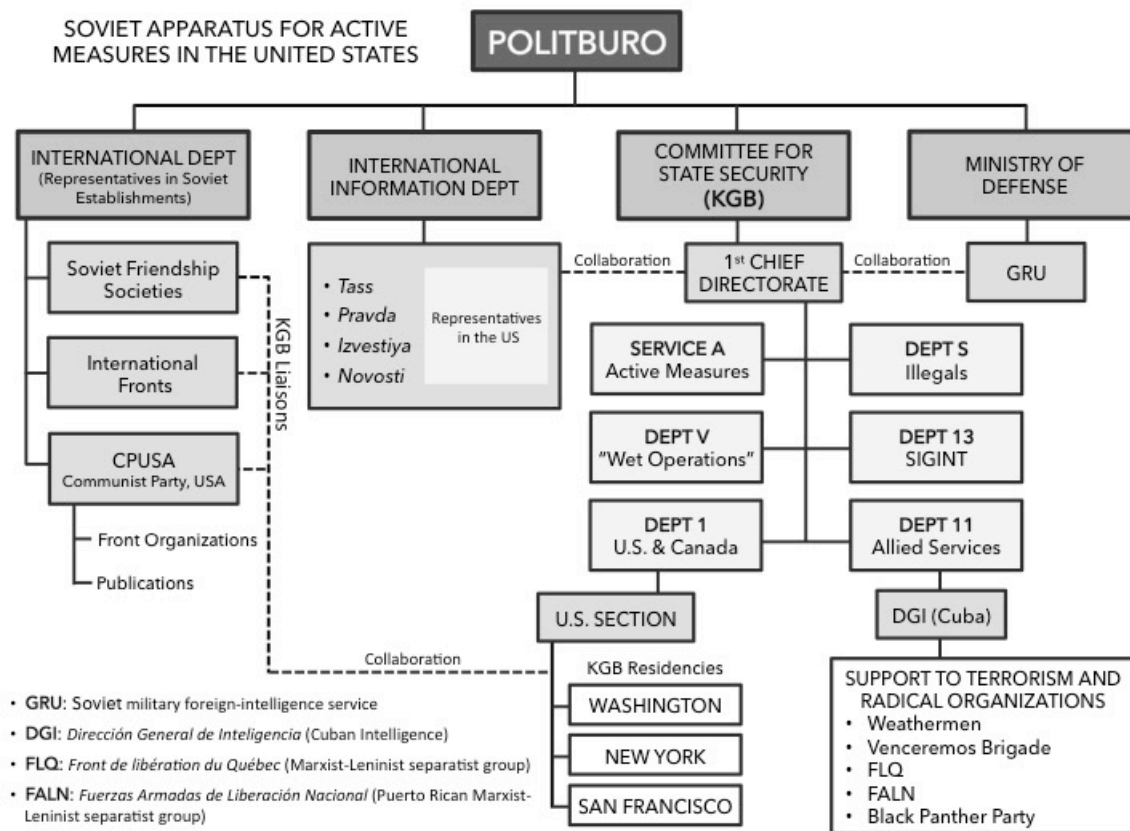 SOVIET APPARATUS FOR ACTIVE
MEASURES IN THE UNITED STATES
POLITBURO
INTERNATIONAL DEPT
(Representatives in Soviet
Establishments)
INTERNATIONAL
INFORMATION DEPT
COMMITTEE FOR
STATE SECURITY
(KGB)
MINISTRY OF
DEFENSE
Soviet Friendship
Societies
International
Fronts
CPUSA
Communist Party, USA
Front Organizations
Publications
KGB Liaisons
• Tass
• Pravda
• Izvestiya
• Novosti
Representatives
in the US
Collaboration
1st CHIEF
DIRECTORATE
Collaboration
GRU
SERVICE A
Active Measures
DEPT S
Illegals
DEPT V
"Wet Operations"
DEPT 13
SIGINT
DEPT 1
U.S. & Canada
DEPT 11
Allied Services
U.S. SECTION
DGI (Cuba)
Collaboration
KGB Residencies
WASHINGTON
NEW YORK
SAN FRANCISCO
SUPPORT TO TERRORISM AND
RADICAL ORGANIZATIONS
• Weathermen
• Venceremos Brigade
• FLQ
• FALN
• Black Panther Party
• GRU: Soviet military foreign-intelligence service
• DGI: Dirección General de Inteligencia (Cuban Intelligence)
• FLQ: Front de libération du Québec (Marxist-Leninist separatist group)
• FALN: Fuerzas Armadas de Liberación Nacional (Puerto Rican Marxist-
Leninist separatist group)